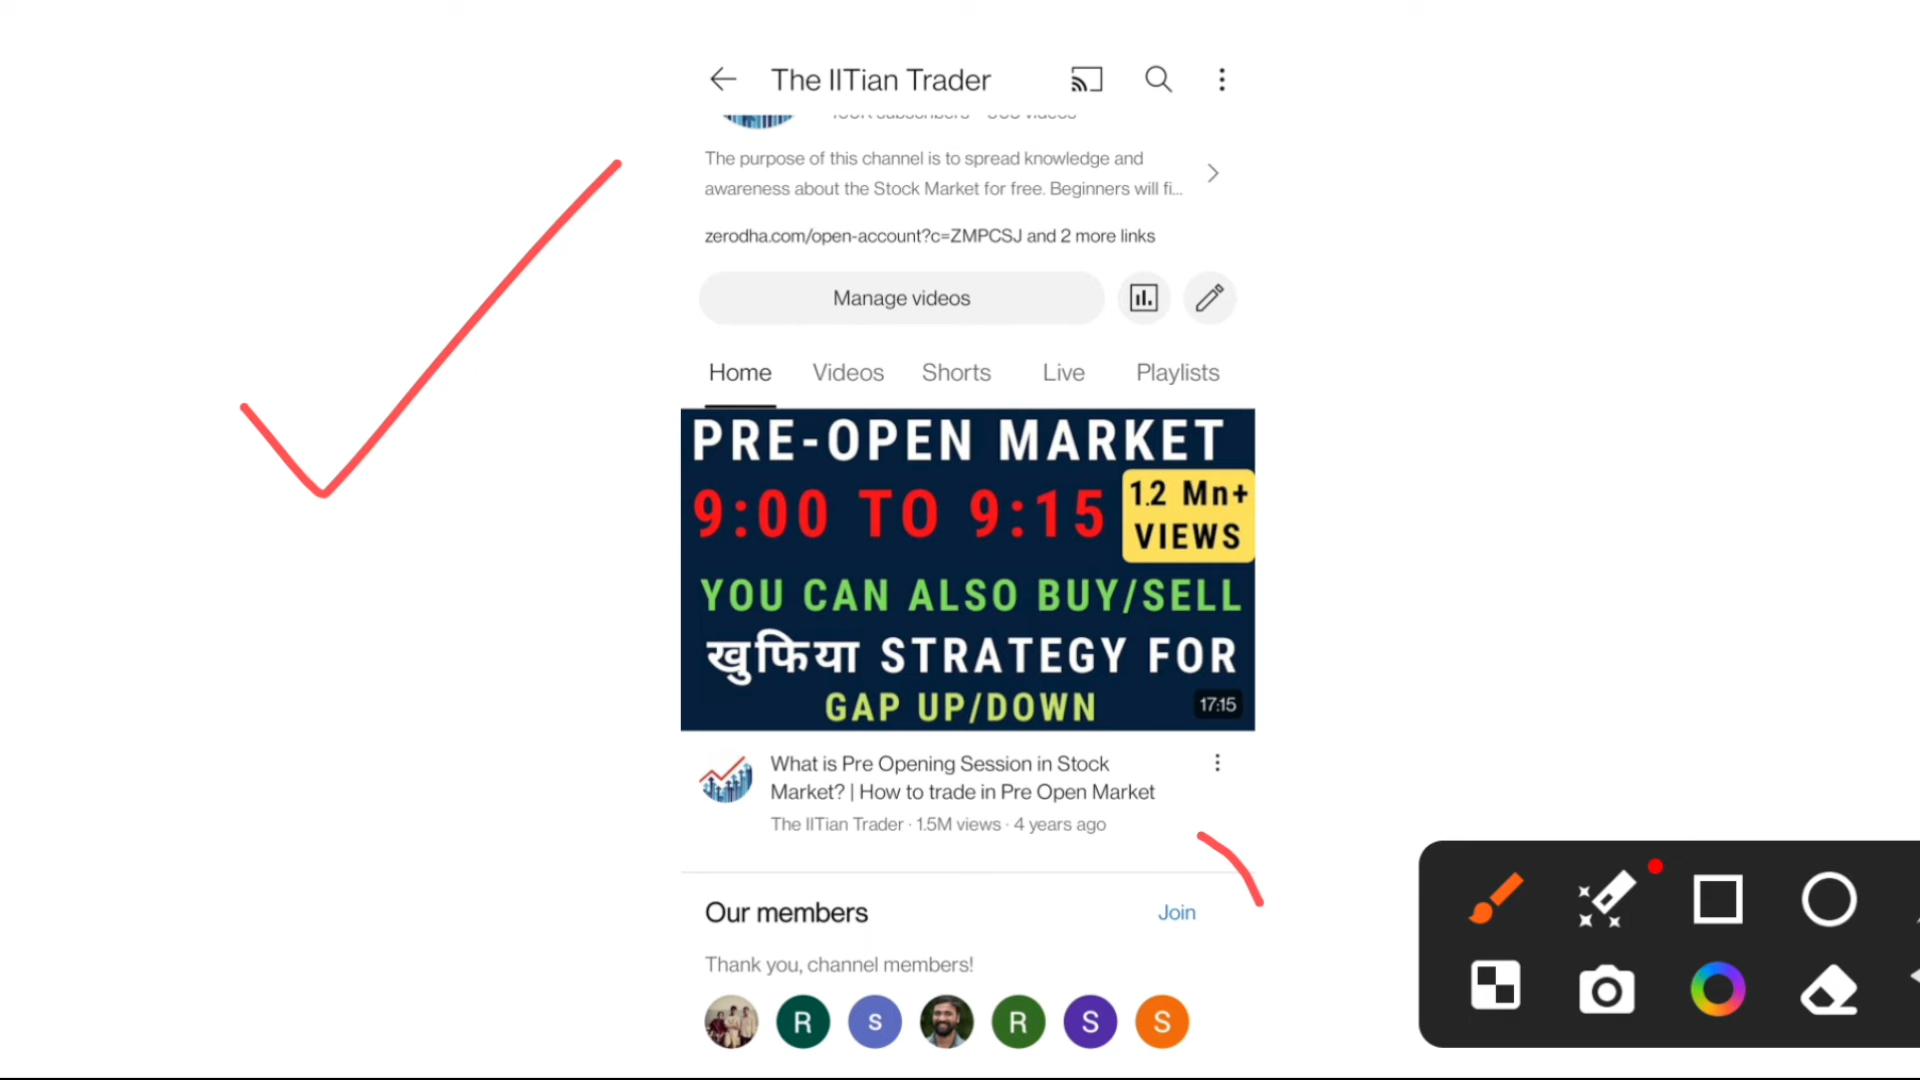 The IITian Trader
The purpose of this channel is to spread knowledge and
awareness about the Stock Market for free. Beginners will fi...
zerodha.com/open-account?c=ZMPCSJ and 2 more links
Manage videos
Home Videos Shorts Live Playlists
PRE-OPEN MARKET
9:00 TO 9:15
1.2 Mn+
VIEWS
YOU CAN ALSO BUY/SELL
खुफिया STRATEGY FOR
GAP UP/DOWN
17:15
What is Pre Opening Session in Stock
Market? | How to trade in Pre Open Market
The IITian Trader · 1.5M views · 4 years ago
Our members
Join
Thank you, channel members!
R s R S S